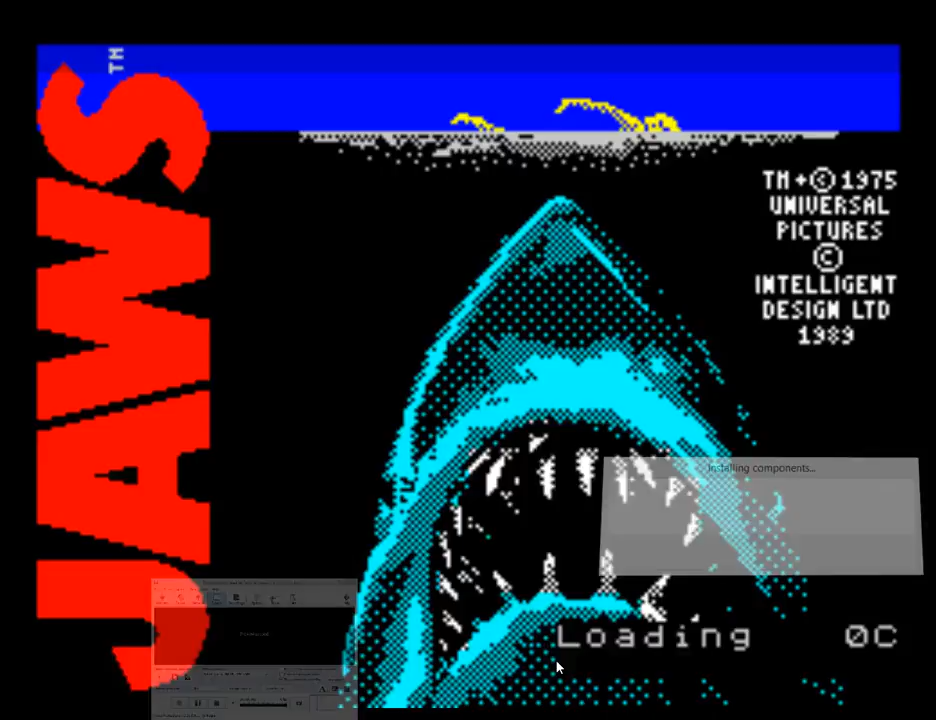 JAWS
TM
TM+© 1975
UNIVERSAL
PICTURES
©
INTELLIGENT
DESIGN LTD
1989
Installing components...
Loading 0C